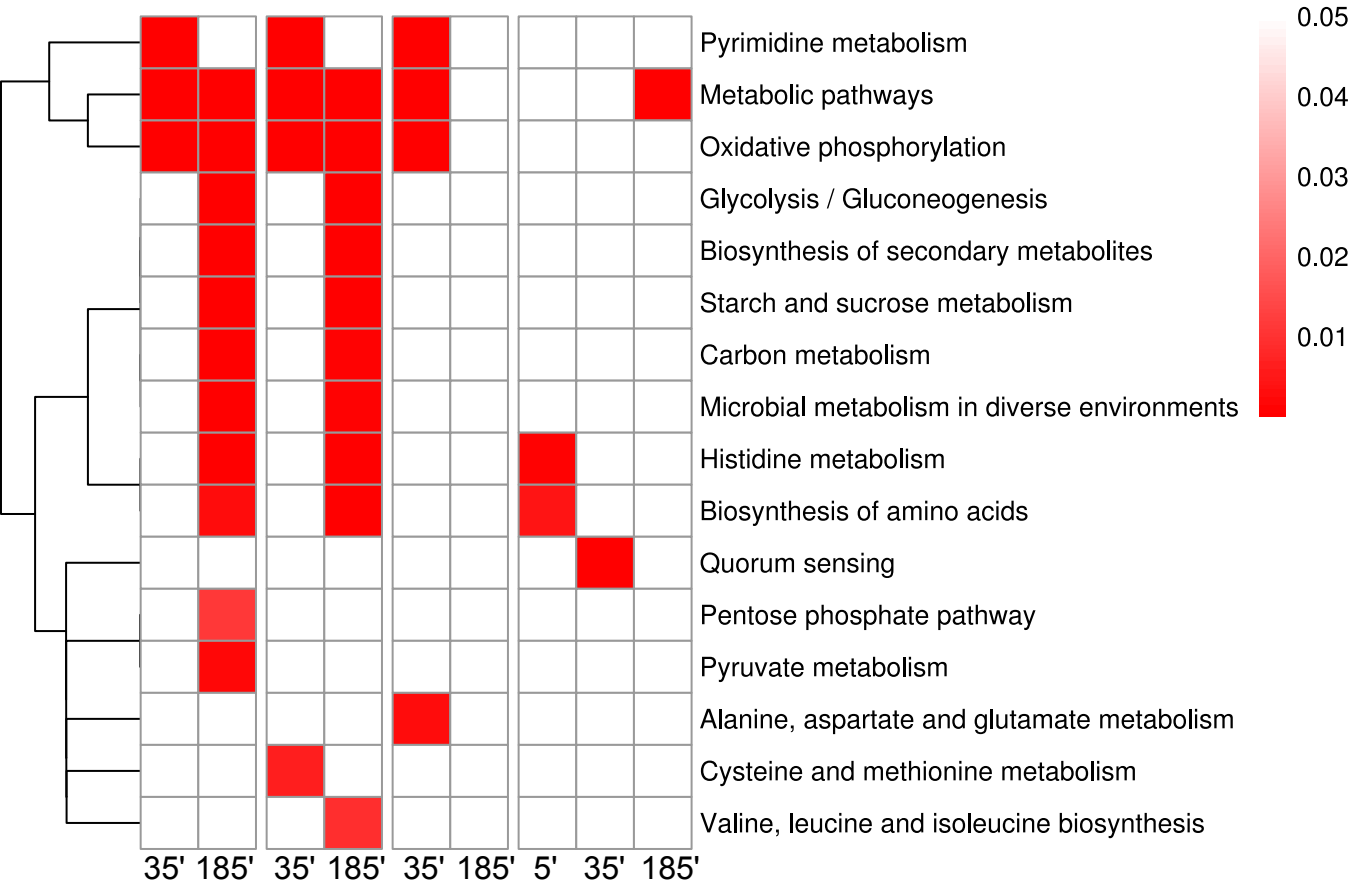 Pyrimidine metabolism
Metabolic pathways
Oxidative phosphorylation
Glycolysis / Gluconeogenesis
Biosynthesis of secondary metabolites
Starch and sucrose metabolism
Carbon metabolism
Microbial metabolism in diverse environments
Histidine metabolism
Biosynthesis of amino acids
Quorum sensing
Pentose phosphate pathway
Pyruvate metabolism
Alanine, aspartate and glutamate metabolism
Cysteine and methionine metabolism
Valine, leucine and isoleucine biosynthesis
35' 185' 35' 185' 35' 185' 5' 35' 185'
0.05
0.04
0.03
0.02
0.01